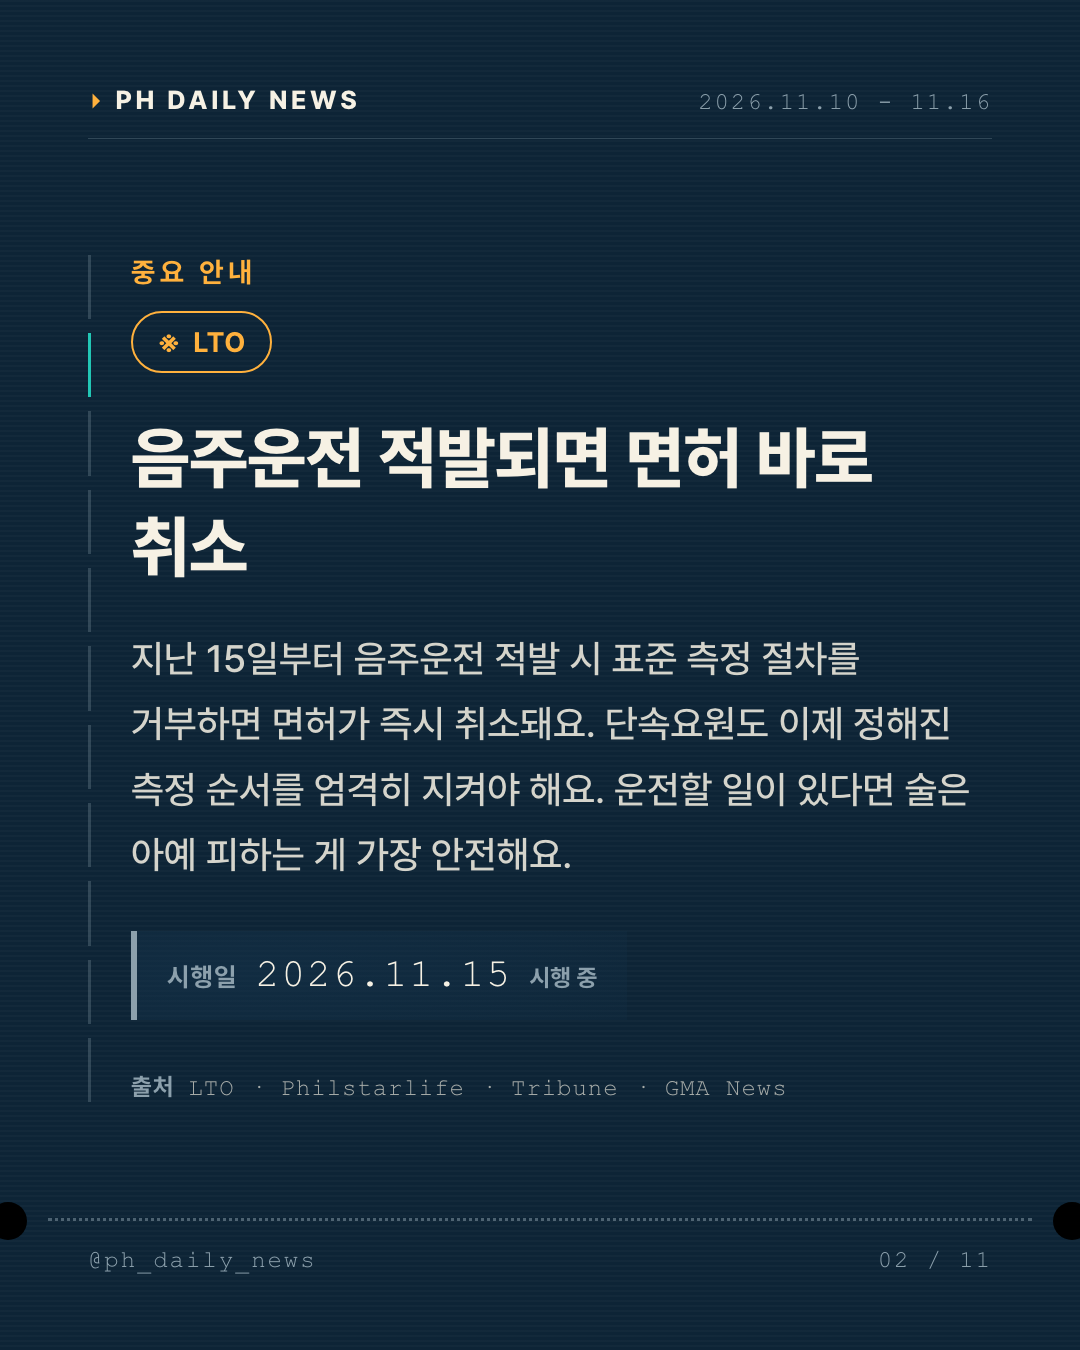 PH DAILY NEWS
2026.11.10 - 11.16
중요 안내
※ LTO
음주운전 적발되면 면허 바로
취소
지난 15일부터 음주운전 적발 시 표준 측정 절차를
거부하면 면허가 즉시 취소돼요. 단속요원도 이제 정해진
측정 순서를 엄격히 지켜야 해요. 운전할 일이 있다면 술은
아예 피하는 게 가장 안전해요.
시행일 2026.11.15 시행 중
출처 LTO · Philstarlife · Tribune · GMA News
@ph_daily_news
02 / 11